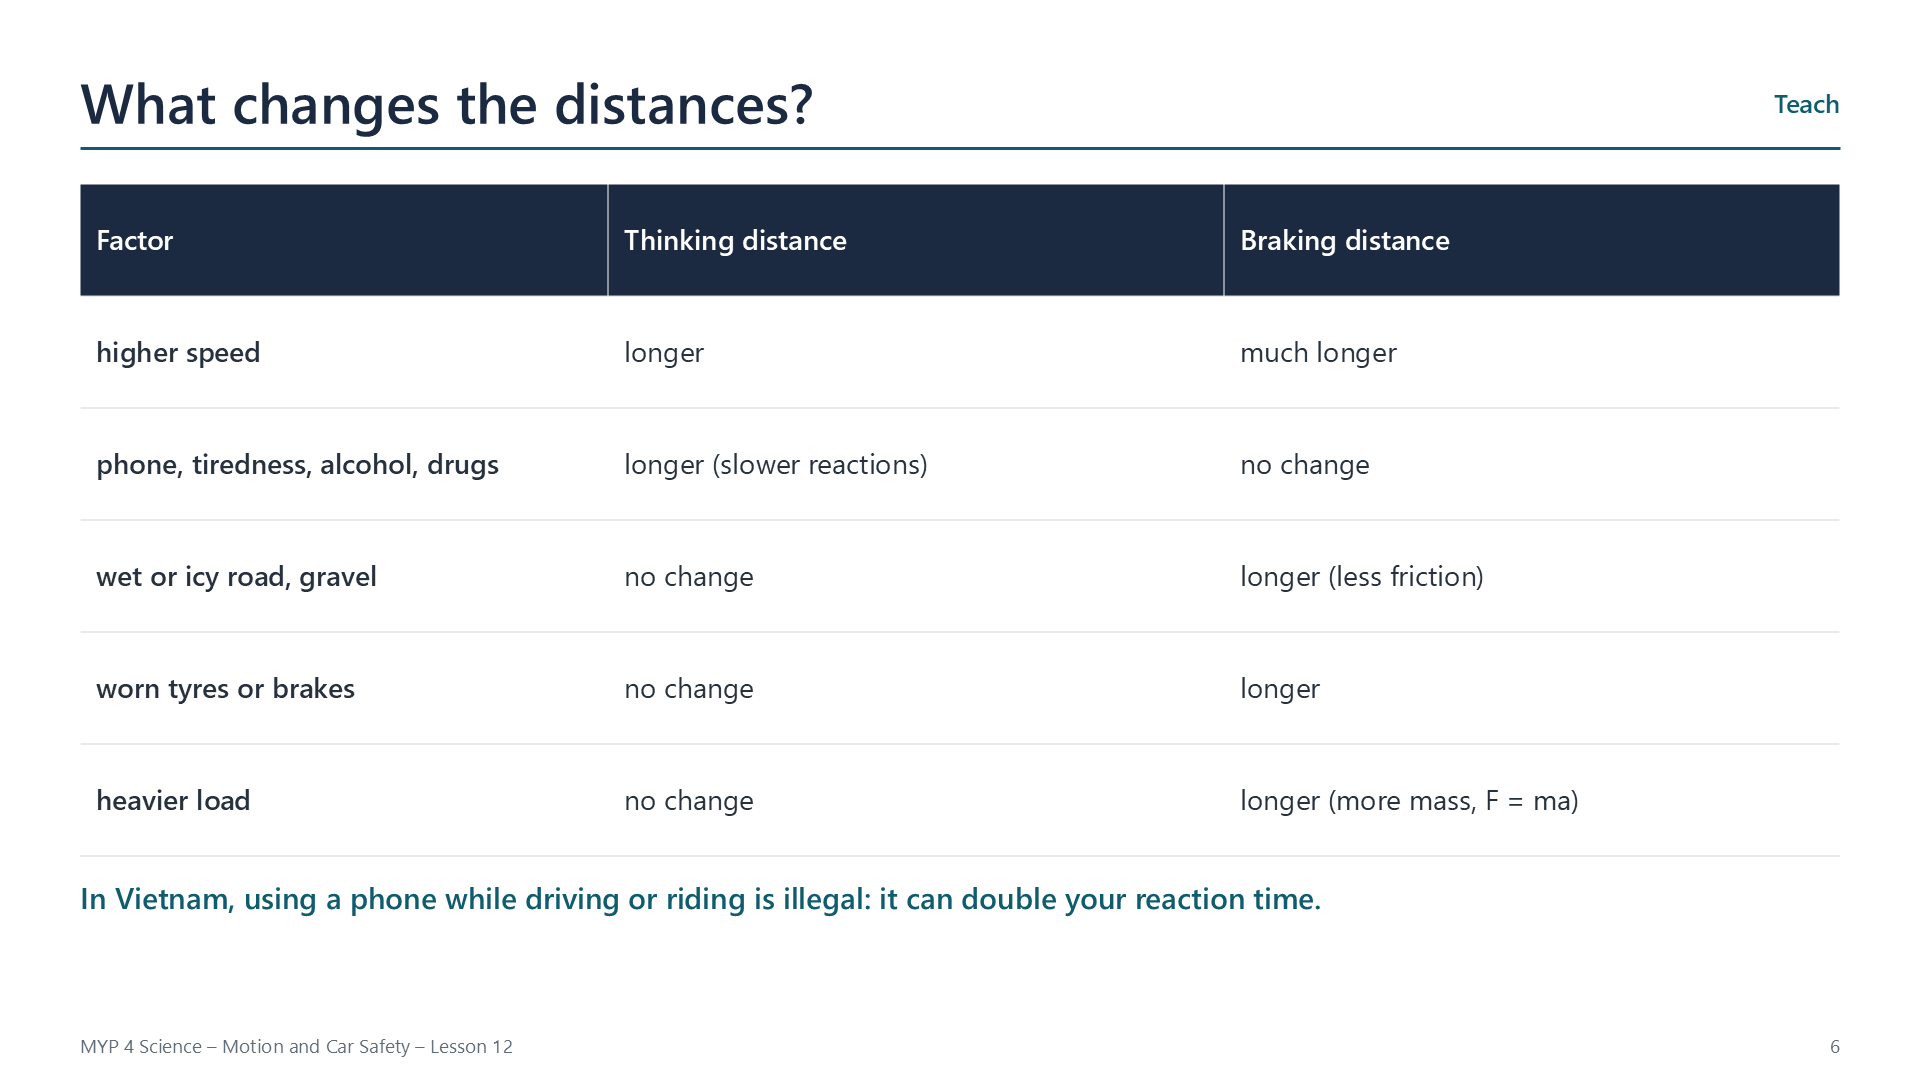 What changes the distances?
Teach
Factor
Thinking distance
Braking distance
higher speed
longer
much longer
phone, tiredness, alcohol, drugs
longer (slower reactions)
no change
wet or icy road, gravel
no change
longer (less friction)
worn tyres or brakes
no change
longer
heavier load
no change
longer (more mass, F = ma)
In Vietnam, using a phone while driving or riding is illegal: it can double your reaction time.
MYP 4 Science – Motion and Car Safety – Lesson 12
6